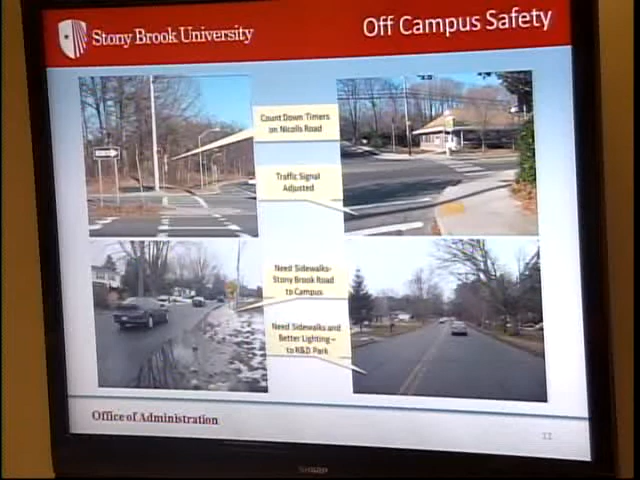 Stony Brook University
Off Campus Safety
Count Down Timers
on Nicolls Road
Traffic Signal
Adjusted
Need Sidewalks-
Stony Brook Road
to Campus
Need Sidewalks and
Better Lighting –
to R&D Park
Office of Administration